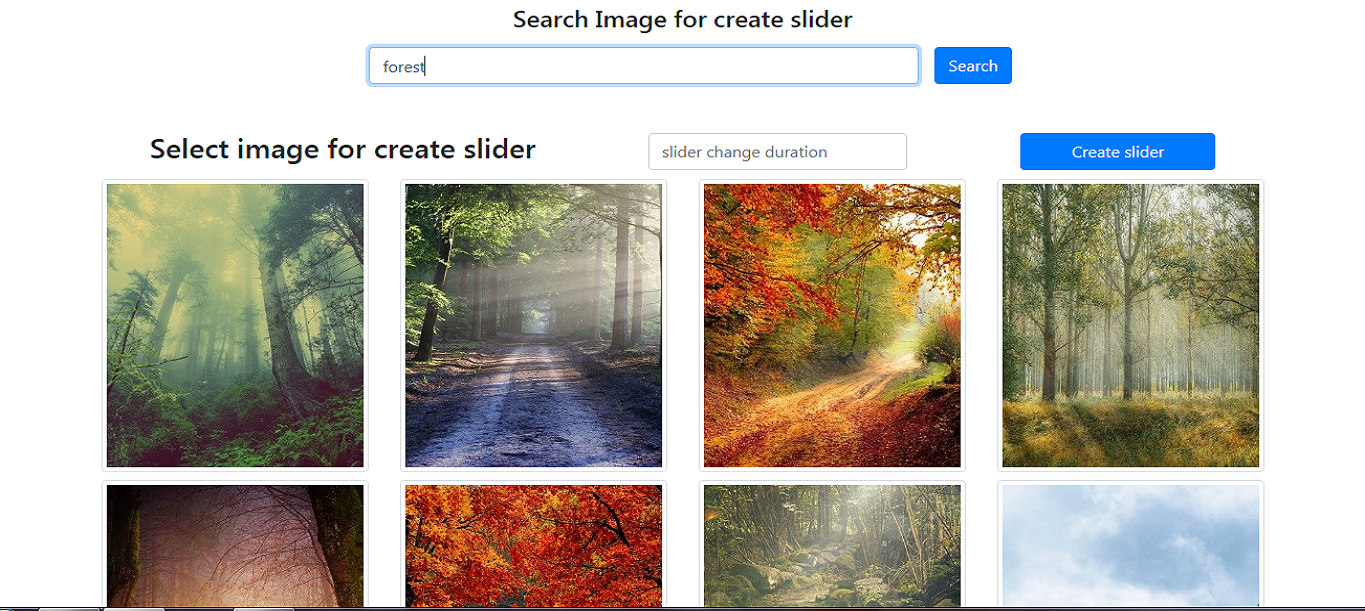 Search Image for create slider
forest
Search
Select image for create slider
slider change duration
Create slider